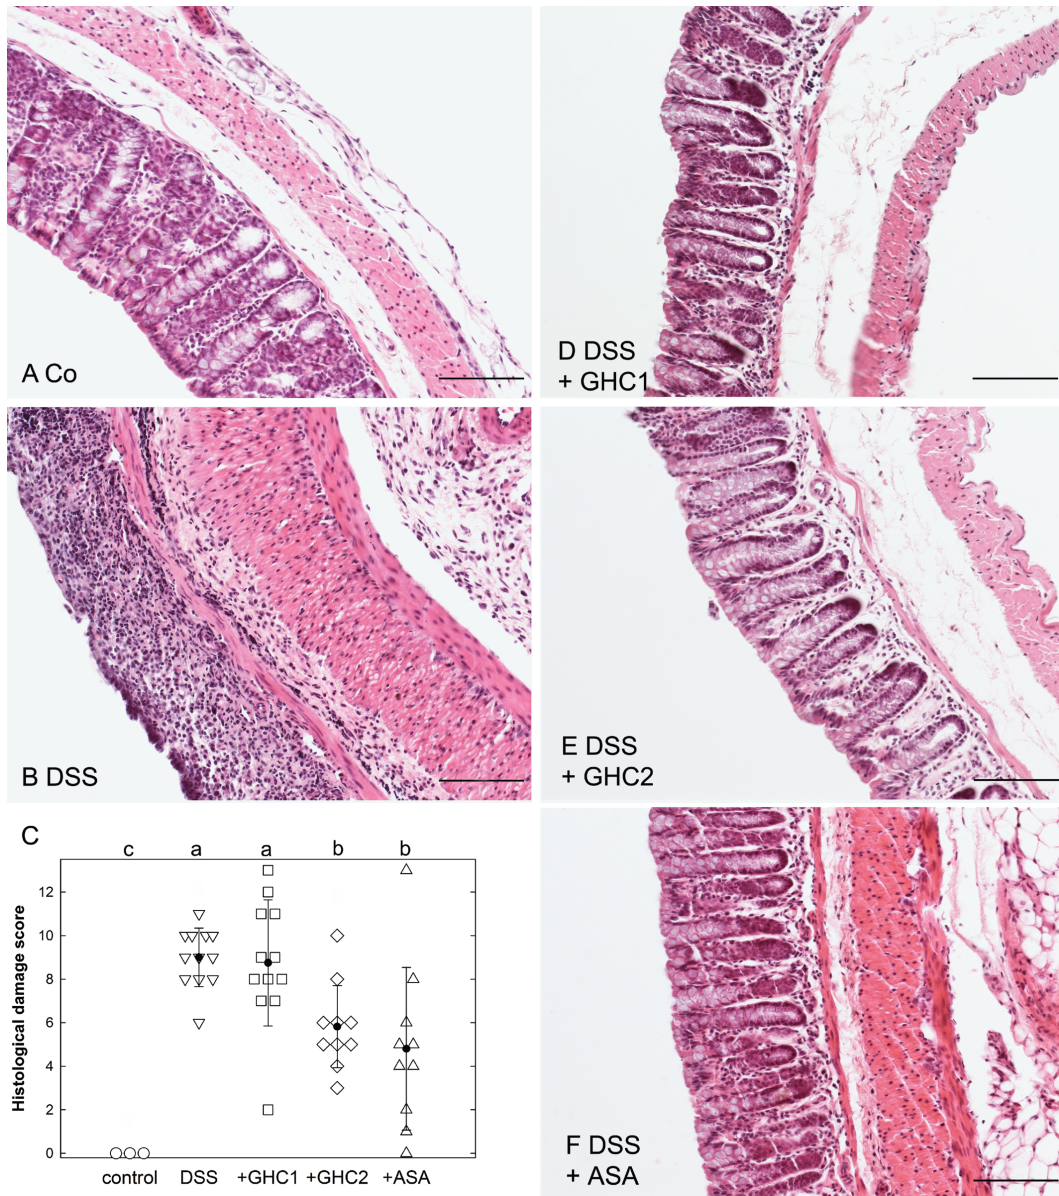 A Co
B DSS
C
c a a b b
Histological damage score
12
10
8
6
4
2
0
control DSS +GHC1 +GHC2 +ASA
D DSS
+ GHC1
E DSS
+ GHC2
F DSS
+ ASA